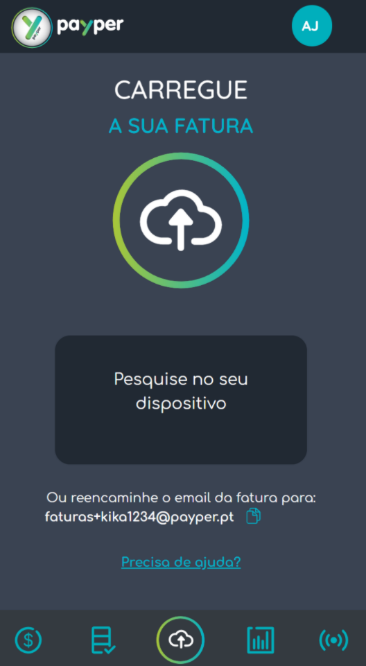 payper
AJ
CARREGUE
A SUA FATURA
Pesquise no seu
dispositivo
Ou reencaminhe o email da fatura para:
faturas+kika1234@payper.pt
Precisa de ajuda?